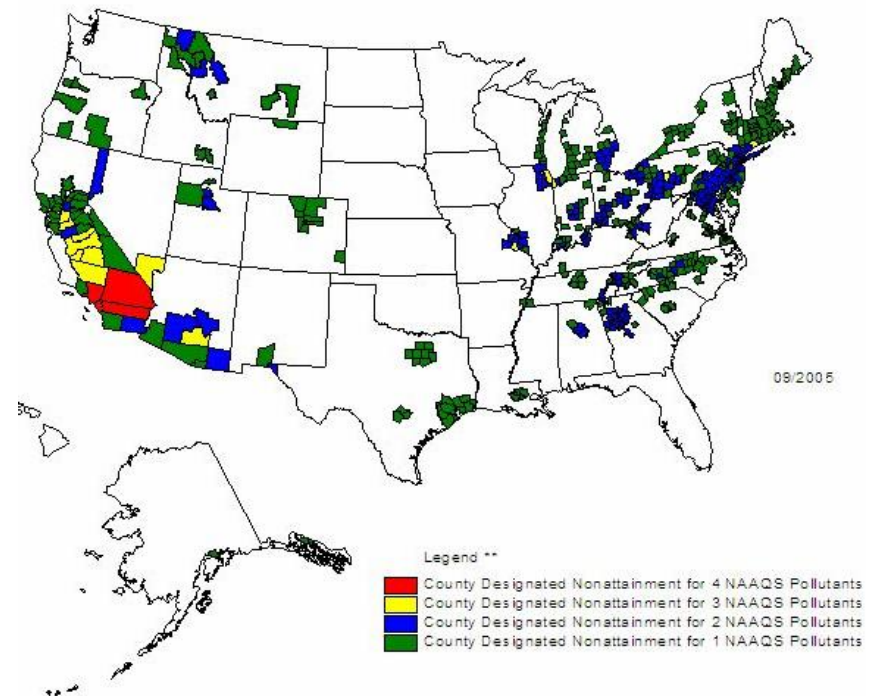 09/2005
Legend **
County Designated Nonattainment for 4 NAAQS Pollutants
County Designated Nonattainment for 3 NAAQS Pollutants
County Designated Nonattainment for 2 NAAQS Pollutants
County Designated Nonattainment for 1 NAAQS Pollutants